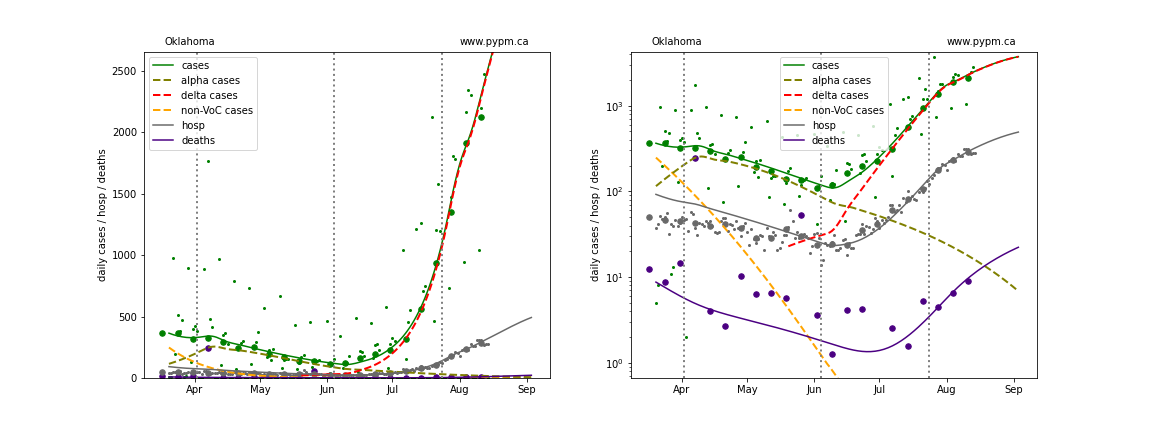 Oklahoma www.pypm.ca
cases
alpha cases
delta cases
non-VoC cases
hosp
deaths
daily cases / hosp / deaths
2500
2000
1500
1000
500
0
Apr May Jun Jul Aug Sep
Oklahoma www.pypm.ca
cases
alpha cases
delta cases
non-VoC cases
hosp
deaths
daily cases / hosp / deaths
10³
10²
10¹
10⁰
Apr May Jun Jul Aug Sep